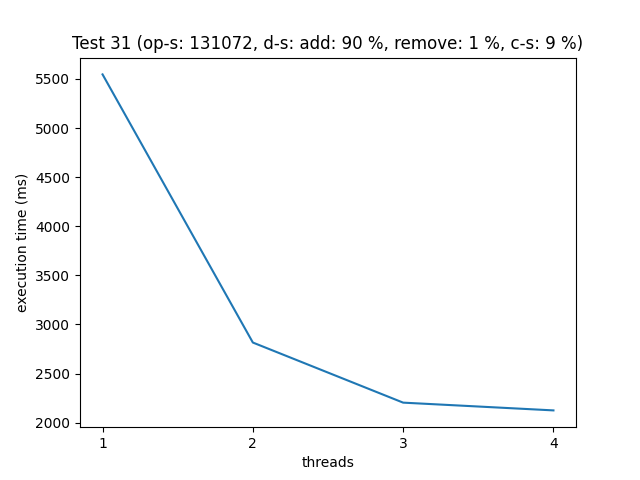 Test 31 (op-s: 131072, d-s: add: 90 %, remove: 1 %, c-s: 9 %)
5500
5000
4500
4000
3500
3000
2500
2000
execution time (ms)
1 2 3 4
threads